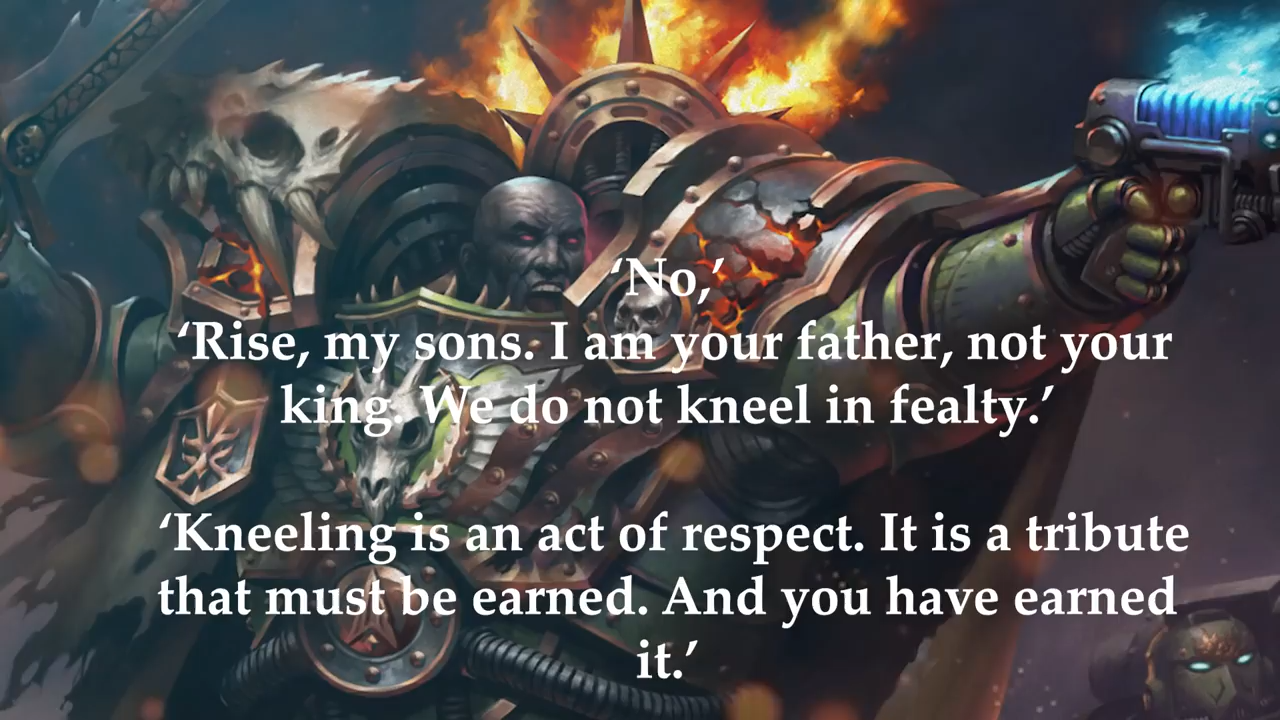 ‘No,’
‘Rise, my sons. I am your father, not your
king. We do not kneel in fealty.’
‘Kneeling is an act of respect. It is a tribute
that must be earned. And you have earned
it.’